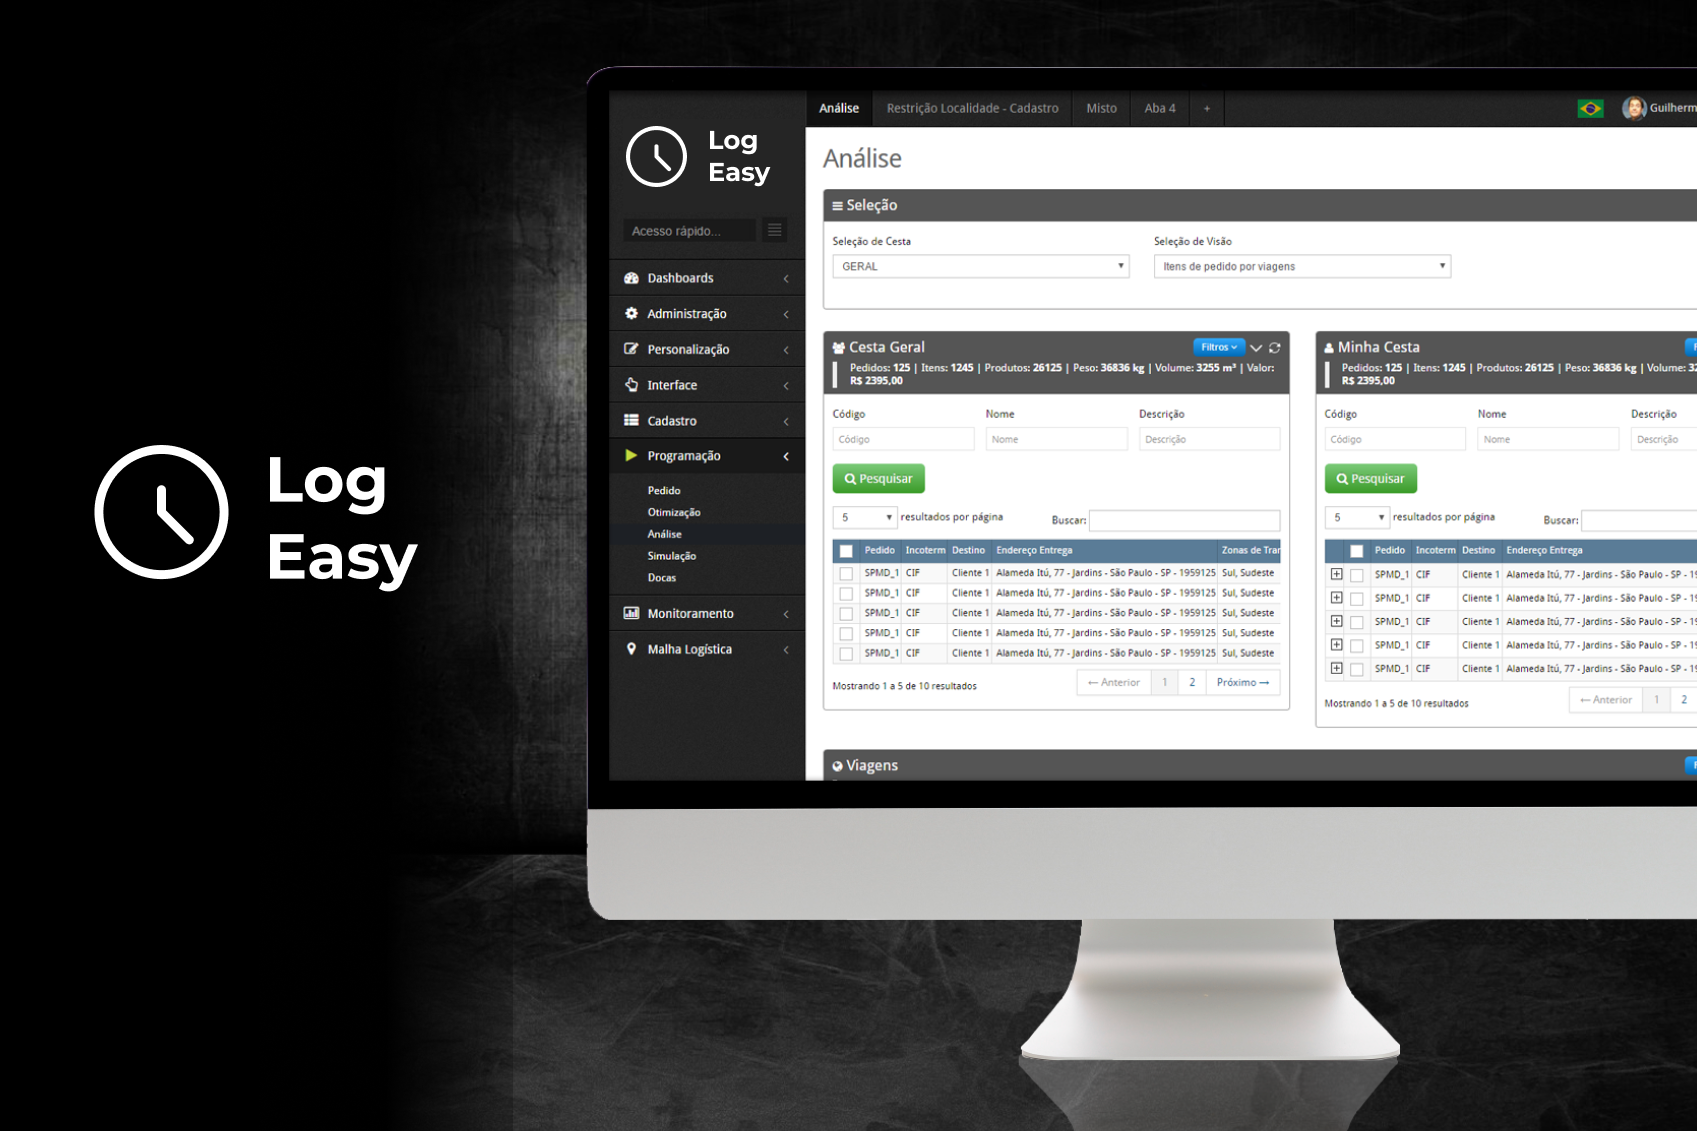 Log
Easy
Log
Easy
Acesso rápido...
Dashboards
Administração
Personalização
Interface
Cadastro
Programação
Pedido
Otimização
Análise
Simulação
Docas
Monitoramento
Malha Logística
Análise Restrição Localidade - Cadastro Misto Aba 4 +
Guilherm
Análise
Seleção
Seleção de Cesta Seleção de Visão
GERAL Itens de pedido por viagens
Cesta Geral Filtros
Pedidos: 125 | Itens: 1245 | Produtos: 26125 | Peso: 36836 kg | Volume: 3255 m³ | Valor:
R$ 2395,00
Código Nome Descrição
Código Nome Descrição
Pesquisar
5 resultados por página Buscar:
Pedido Incoterm Destino Endereço Entrega Zonas de Tran
SPMD_1 CIF Cliente 1 Alameda Itú, 77 - Jardins - São Paulo - SP - 1959125 Sul, Sudeste
SPMD_1 CIF Cliente 1 Alameda Itú, 77 - Jardins - São Paulo - SP - 1959125 Sul, Sudeste
SPMD_1 CIF Cliente 1 Alameda Itú, 77 - Jardins - São Paulo - SP - 1959125 Sul, Sudeste
SPMD_1 CIF Cliente 1 Alameda Itú, 77 - Jardins - São Paulo - SP - 1959125 Sul, Sudeste
SPMD_1 CIF Cliente 1 Alameda Itú, 77 - Jardins - São Paulo - SP - 1959125 Sul, Sudeste
Mostrando 1 a 5 de 10 resultados ← Anterior 1 2 Próximo →
Minha Cesta F
Pedidos: 125 | Itens: 1245 | Produtos: 26125 | Peso: 36836 kg | Volume: 32
R$ 2395,00
Código Nome Descrição
Código Nome Descrição
Pesquisar
5 resultados por página Buscar:
Pedido Incoterm Destino Endereço Entrega
SPMD_1 CIF Cliente 1 Alameda Itú, 77 - Jardins - São Paulo - SP - 19
SPMD_1 CIF Cliente 1 Alameda Itú, 77 - Jardins - São Paulo - SP - 19
SPMD_1 CIF Cliente 1 Alameda Itú, 77 - Jardins - São Paulo - SP - 19
SPMD_1 CIF Cliente 1 Alameda Itú, 77 - Jardins - São Paulo - SP - 19
SPMD_1 CIF Cliente 1 Alameda Itú, 77 - Jardins - São Paulo - SP - 19
Mostrando 1 a 5 de 10 resultados ← Anterior 1 2
Viagens F